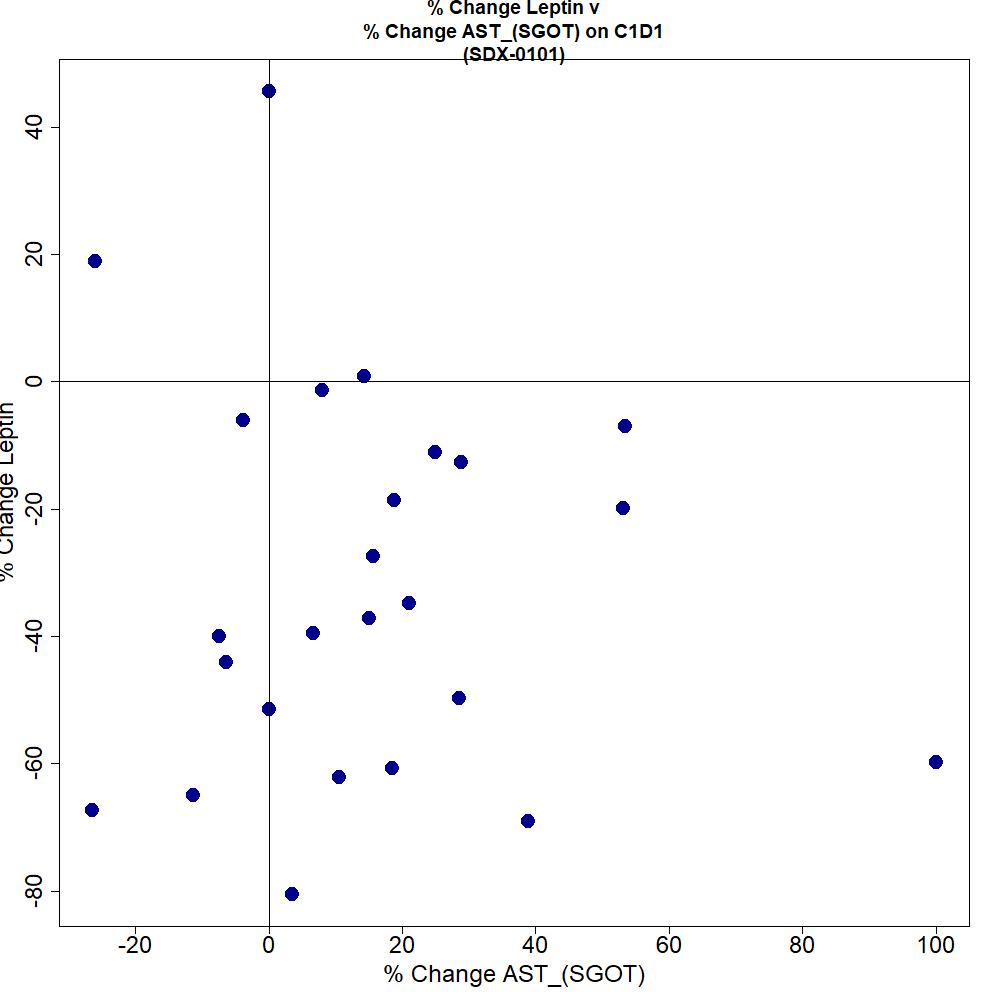 % Change Leptin v
% Change AST_(SGOT) on C1D1
(SDX-0101)
% Change Leptin
40
20
0
-20
-40
-60
-80
-20
0
20
40
60
80
100
% Change AST_(SGOT)